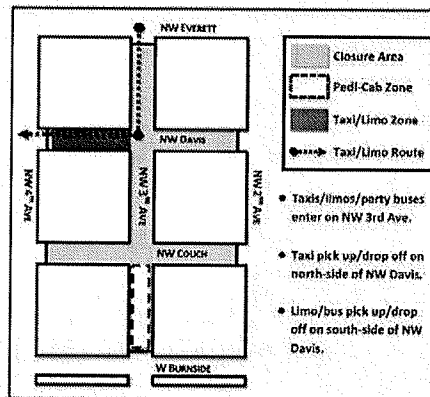 NW EVERETT
Closure Area
Pedi-Cab Zone
Taxi/Limo Zone
Taxi/Limo Route
NW DAVIS
NW 4TH AVE
NW 3RD AVE
NW 2ND AVE
NW COUCH
W BURNSIDE
• Taxis/limos/party buses
enter on NW 3rd Ave.
• Taxi pick up/drop off on
north-side of NW Davis.
• Limo/bus pick up/drop
off on south-side of NW
Davis.